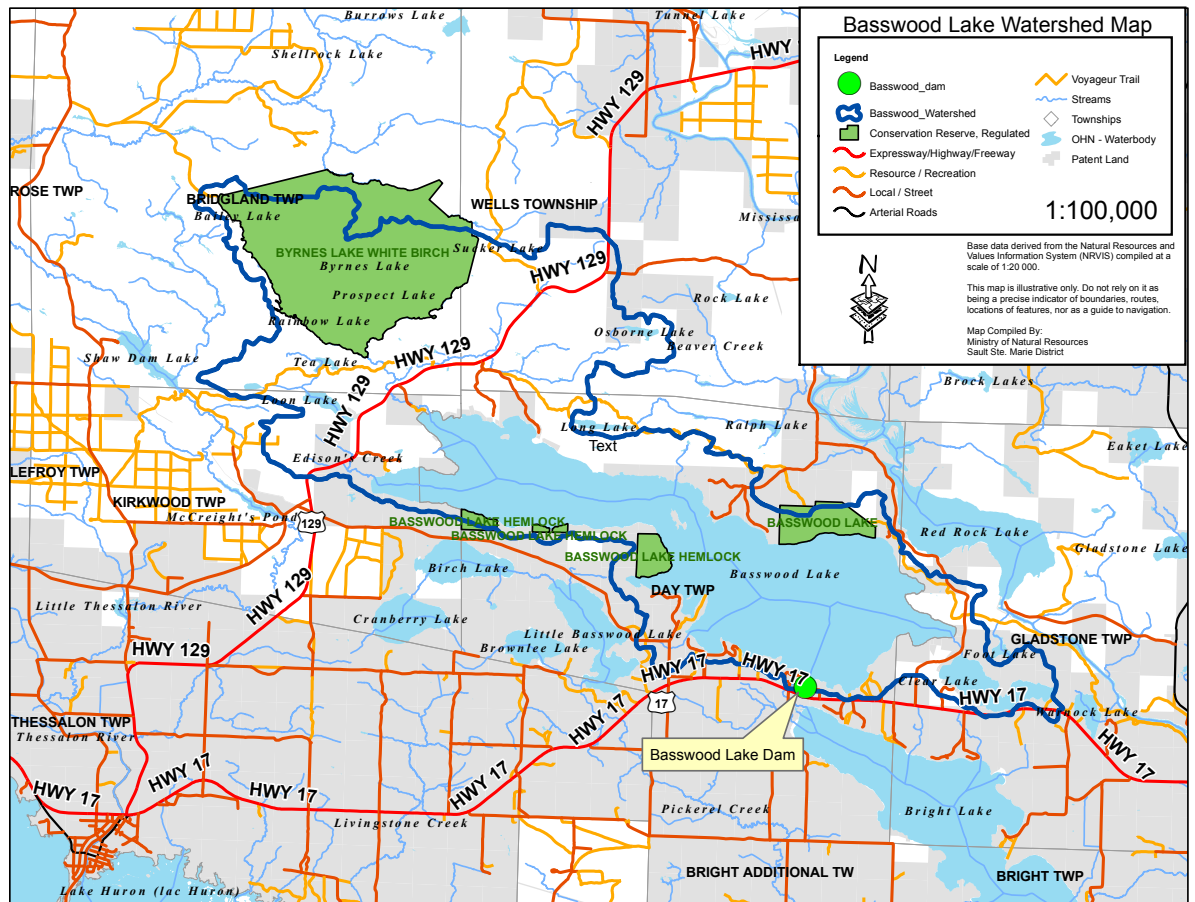 Basswood Lake Watershed Map
Legend
Basswood_dam
Basswood_Watershed
Conservation Reserve, Regulated
Expressway/Highway/Freeway
Resource / Recreation
Local / Street
Arterial Roads
Voyageur Trail
Streams
Townships
OHN - Waterbody
Patent Land
1:100,000
Base data derived from the Natural Resources and
Values Information System (NRVIS) compiled at a
scale of 1:20 000.
This map is illustrative only. Do not rely on it as
being a precise indicator of boundaries, routes,
locations of features, nor as a guide to navigation.
Map Compiled By:
Ministry of Natural Resources
Sault Ste. Marie District
N
Burrows Lake
Tunnel Lake
Shellrock Lake
HWY
HWY 129
ROSE TWP
BRIDGLAND TWP
Bailey Lake
WELLS TOWNSHIP
Mississa
BYRNES LAKE WHITE BIRCH
Sucker Lake
Byrnes Lake
HWY 129
Prospect Lake
Rock Lake
Rainbow Lake
Osborne Lake
Beaver Creek
Shaw Dam Lake
Tea Lake
HWY 129
Brock Lakes
Loon Lake
HWY 129
Long Lake
Ralph Lake
Text
Eaket Lake
Edison's Creek
LEFROY TWP
KIRKWOOD TWP
McCreight's Pond
129
BASSWOOD LAKE HEMLOCK
BASSWOOD LAKE HEMLOCK
BASSWOOD LAKE
Red Rock Lake
Gladstone Lake
BASSWOOD LAKE HEMLOCK
Birch Lake
Basswood Lake
HWY 129
DAY TWP
Little Thessalon River
Cranberry Lake
Little Basswood Lake
GLADSTONE TWP
Brownlee Lake
HWY 129
Foot Lake
HWY 17
HWY 17
Clear Lake
HWY 17
17
Warnock Lake
THESSALON TWP
Thessalon River
HWY 17
Basswood Lake Dam
HWY 17
HWY 17
HWY 17
HWY 17
HWY 17
Pickerel Creek
Bright Lake
Livingstone Creek
BRIGHT ADDITIONAL TW
BRIGHT TWP
Lake Huron (lac Huron)